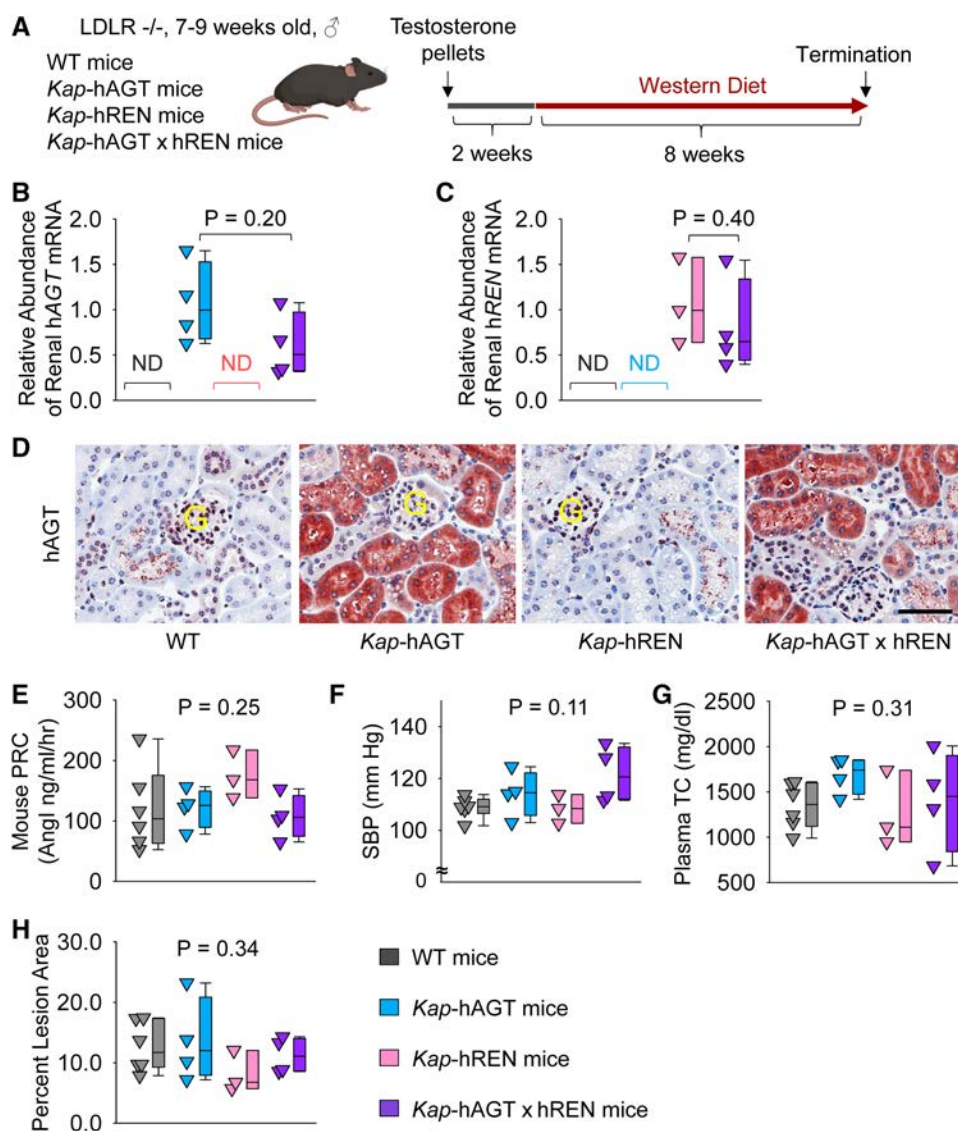 A
LDLR -/-, 7-9 weeks old, ♂
WT mice
Kap-hAGT mice
Kap-hREN mice
Kap-hAGT x hREN mice
Testosterone
pellets
Termination
Western Diet
2 weeks
8 weeks
B
Relative Abundance
of Renal hAGT mRNA
2.0
1.5
1.0
0.5
0.0
P = 0.20
ND
ND
C
Relative Abundance
of Renal hREN mRNA
2.0
1.5
1.0
0.5
0.0
P = 0.40
ND
ND
D
hAGT
G
G
G
WT
Kap-hAGT
Kap-hREN
Kap-hAGT x hREN
E
Mouse PRC
(AngI ng/ml/hr)
300
200
100
0
P = 0.25
F
SBP (mm Hg)
140
120
100
0
≈
P = 0.11
G
Plasma TC (mg/dl)
2500
2000
1500
1000
500
P = 0.31
H
Percent Lesion Area
30.0
20.0
10.0
0.0
P = 0.34
WT mice
Kap-hAGT mice
Kap-hREN mice
Kap-hAGT x hREN mice